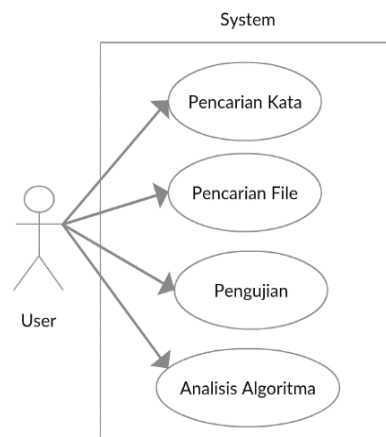 System
Pencarian Kata
Pencarian File
Pengujian
User
Analisis Algoritma